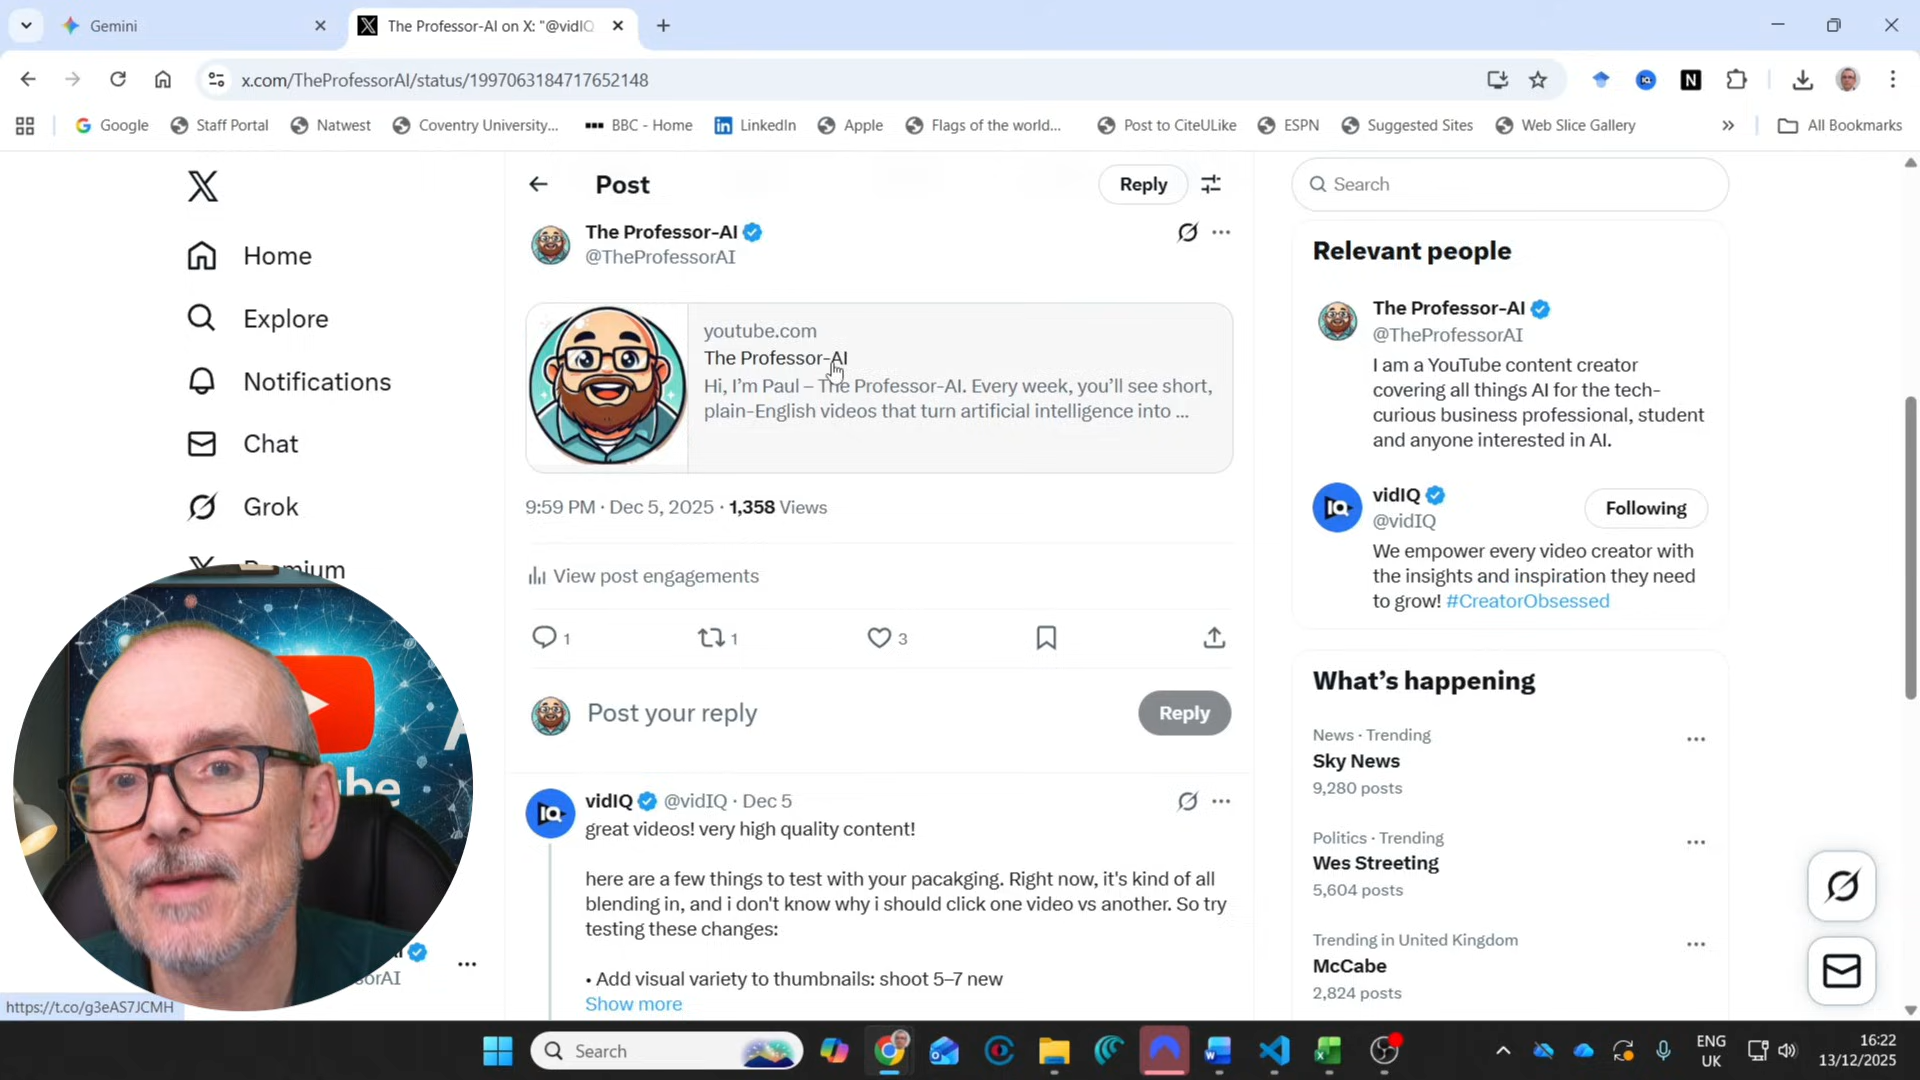 Gemini
The Professor-AI on X: "@vidIQ
x.com/TheProfessorAI/status/1997063184717652148
Google
Staff Portal
Natwest
Coventry University...
BBC - Home
LinkedIn
Apple
Flags of the world...
Post to CiteULike
ESPN
Suggested Sites
Web Slice Gallery
All Bookmarks
Home
Explore
Notifications
Chat
Grok
Premium
Post
Reply
The Professor-AI
@TheProfessorAI
youtube.com
The Professor-AI
Hi, I'm Paul – The Professor-AI. Every week, you'll see short,
plain-English videos that turn artificial intelligence into ...
9:59 PM · Dec 5, 2025 · 1,358 Views
View post engagements
1
1
3
Post your reply
Reply
vidIQ @vidIQ · Dec 5
great videos! very high quality content!
here are a few things to test with your pacakging. Right now, it's kind of all
blending in, and i don't know why i should click one video vs another. So try
testing these changes:
• Add visual variety to thumbnails: shoot 5–7 new
Show more
Search
Relevant people
The Professor-AI
@TheProfessorAI
I am a YouTube content creator
covering all things AI for the tech-
curious business professional, student
and anyone interested in AI.
vidIQ
@vidIQ
Following
We empower every video creator with
the insights and inspiration they need
to grow! #CreatorObsessed
What's happening
News · Trending
Sky News
9,280 posts
Politics · Trending
Wes Streeting
5,604 posts
Trending in United Kingdom
McCabe
2,824 posts
https://t.co/g3eAS7JCMH
Search
ENG
UK
16:22
13/12/2025